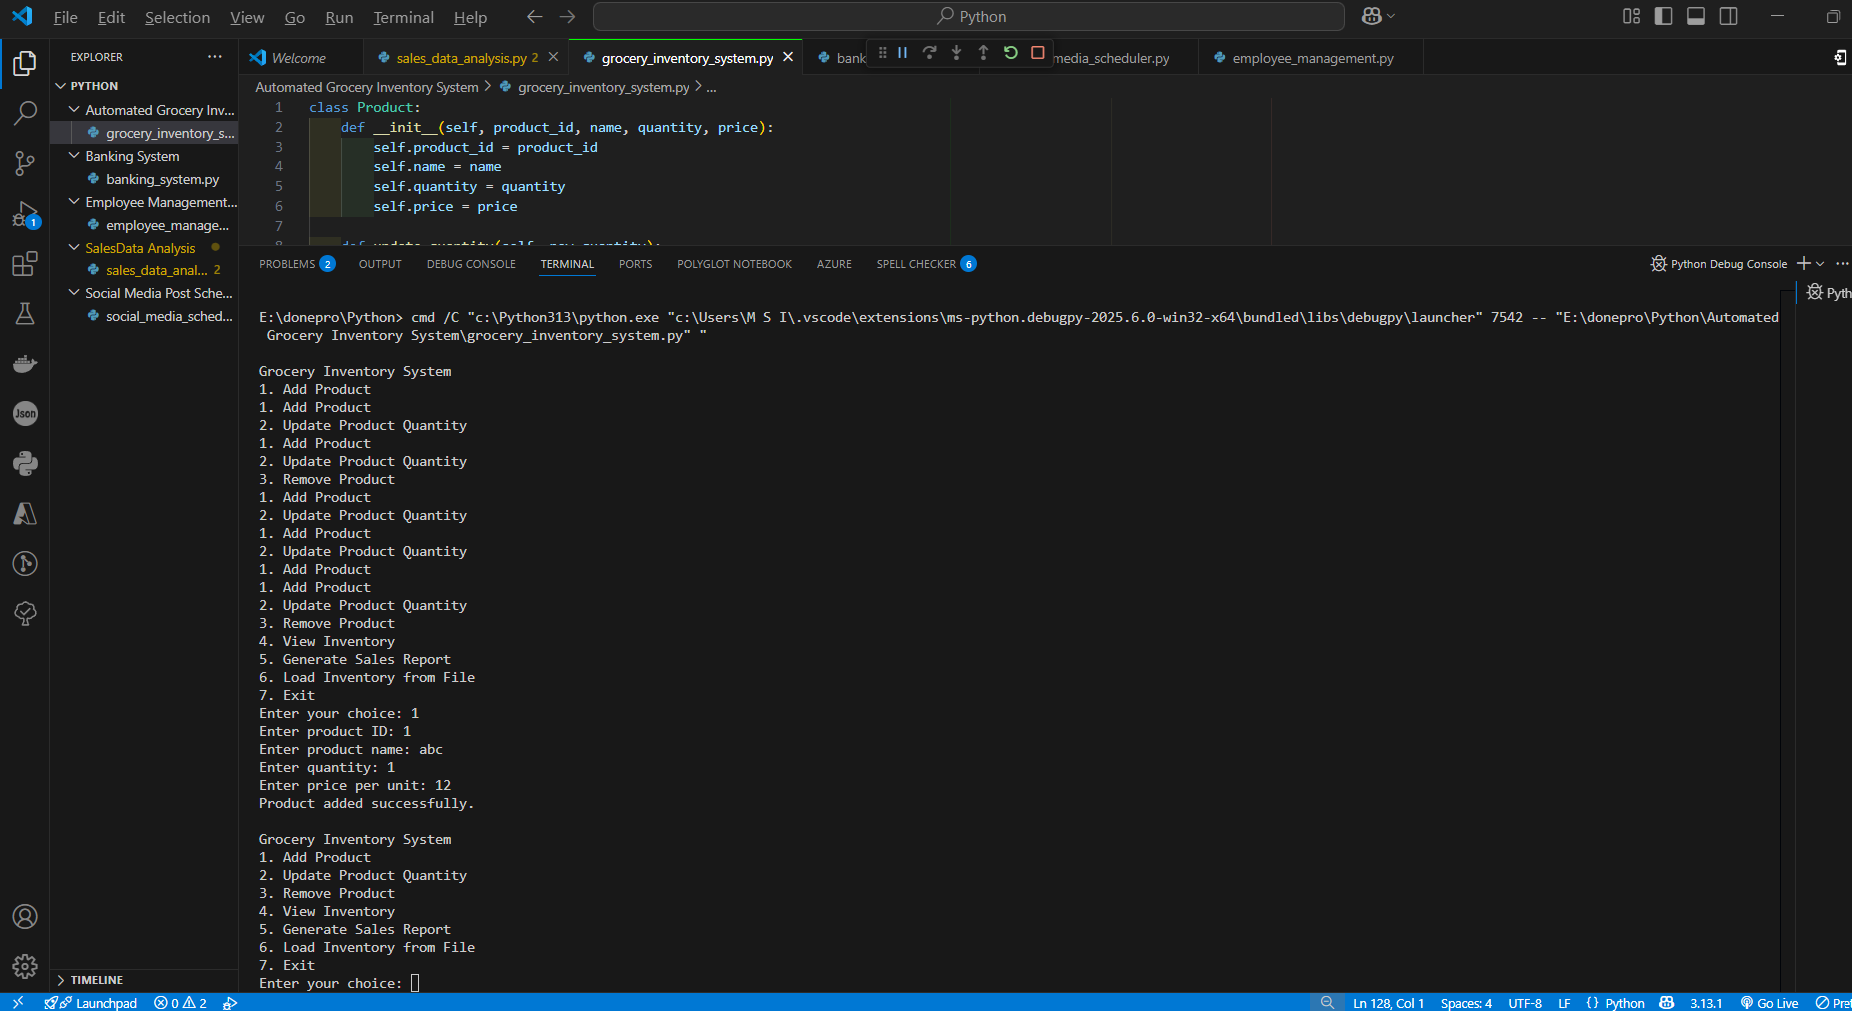 File Edit Selection View Go Run Terminal Help
Python
EXPLORER
Welcome
sales_data_analysis.py 2
grocery_inventory_system.py
bank
media_scheduler.py
employee_management.py
PYTHON
Automated Grocery Inv...
grocery_inventory_s...
Banking System
banking_system.py
Employee Management...
employee_manage...
SalesData Analysis
sales_data_anal... 2
Social Media Post Sche...
social_media_sched...
1
Json
TIMELINE
Automated Grocery Inventory System > grocery_inventory_system.py > ...
1 class Product:
2 def __init__(self, product_id, name, quantity, price):
3 self.product_id = product_id
4 self.name = name
5 self.quantity = quantity
6 self.price = price
7
8 def update_quantity(self, new_quantity):
PROBLEMS 2 OUTPUT DEBUG CONSOLE TERMINAL PORTS POLYGLOT NOTEBOOK AZURE SPELL CHECKER 6
Python Debug Console
Pyth
E:\donepro\Python> cmd /C "c:\Python313\python.exe "c:\Users\M S I\.vscode\extensions\ms-python.debugpy-2025.6.0-win32-x64\bundled\libs\debugpy\launcher" 7542 -- "E:\donepro\Python\Automated
Grocery Inventory System\grocery_inventory_system.py" "
Grocery Inventory System
1. Add Product
1. Add Product
2. Update Product Quantity
1. Add Product
2. Update Product Quantity
3. Remove Product
1. Add Product
2. Update Product Quantity
1. Add Product
2. Update Product Quantity
1. Add Product
1. Add Product
2. Update Product Quantity
3. Remove Product
4. View Inventory
5. Generate Sales Report
6. Load Inventory from File
7. Exit
Enter your choice: 1
Enter product ID: 1
Enter product name: abc
Enter quantity: 1
Enter price per unit: 12
Product added successfully.
Grocery Inventory System
1. Add Product
2. Update Product Quantity
3. Remove Product
4. View Inventory
5. Generate Sales Report
6. Load Inventory from File
7. Exit
Enter your choice:
Launchpad 0 2 Ln 128, Col 1 Spaces: 4 UTF-8 LF {} Python 3.13.1 Go Live Pre